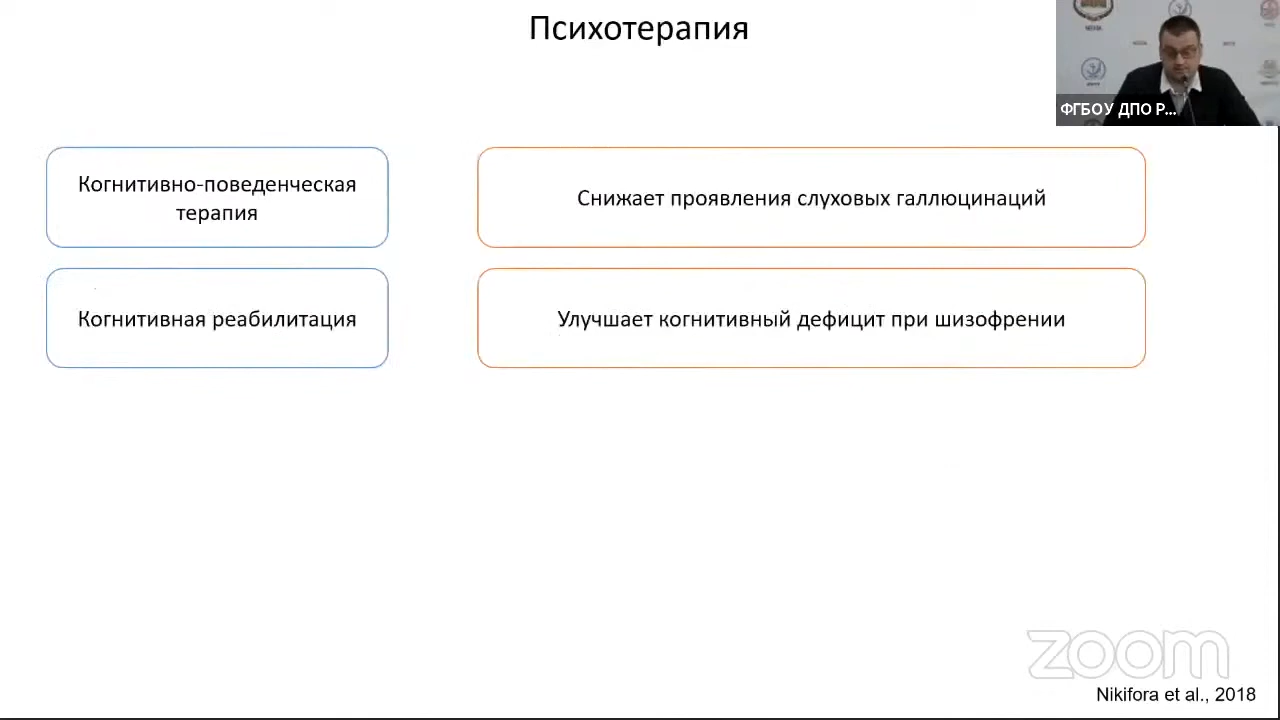 Психотерапия
ФГБОУ ДПО Р...
Когнитивно-поведенческая
терапия
Снижает проявления слуховых галлюцинаций
Когнитивная реабилитация
Улучшает когнитивный дефицит при шизофрении
zoom
Nikifora et al., 2018